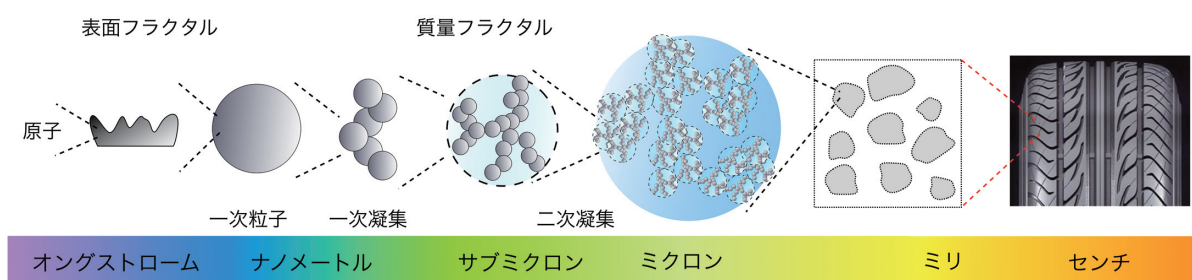 表面フラクタル
質量フラクタル
原子
一次粒子
一次凝集
二次凝集
オングストローム
ナノメートル
サブミクロン
ミクロン
ミリ
センチ